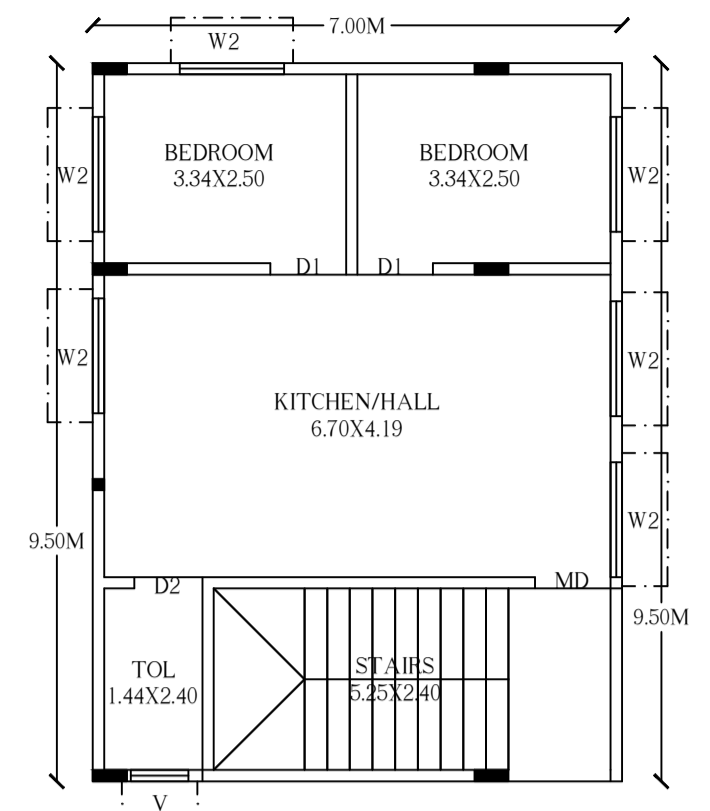 7.00M
W2
BEDROOM
3.34X2.50
BEDROOM
3.34X2.50
W2
W2
D1
D1
W2
W2
KITCHEN/HALL
6.70X4.19
W2
9.50M
D2
MD
9.50M
TOL
1.44X2.40
STAIRS
5.25X2.40
V